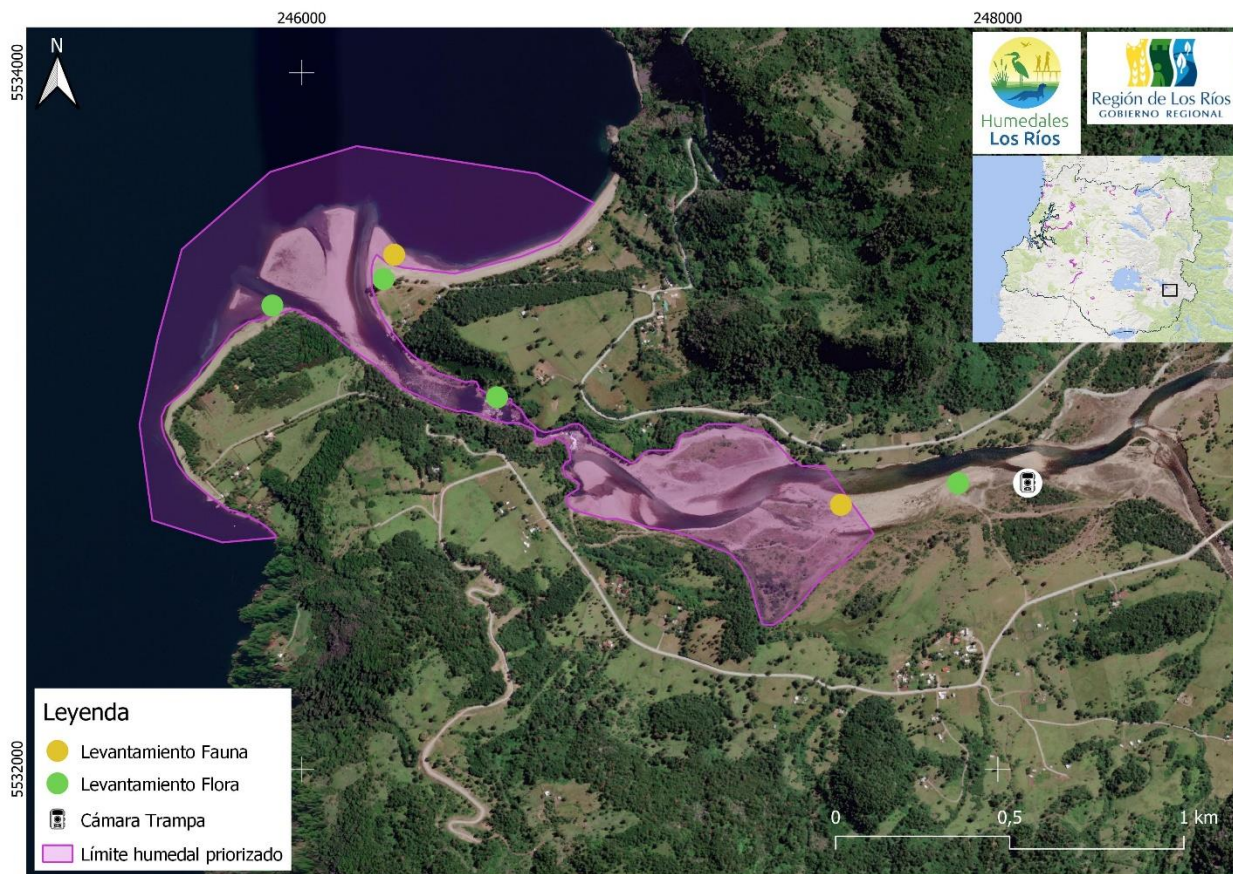 246000
248000
5534000
5532000
N
Humedales
Los Ríos
Región de Los Ríos
GOBIERNO REGIONAL
Leyenda
Levantamiento Fauna
Levantamiento Flora
Cámara Trampa
Límite humedal priorizado
0
0,5
1 km